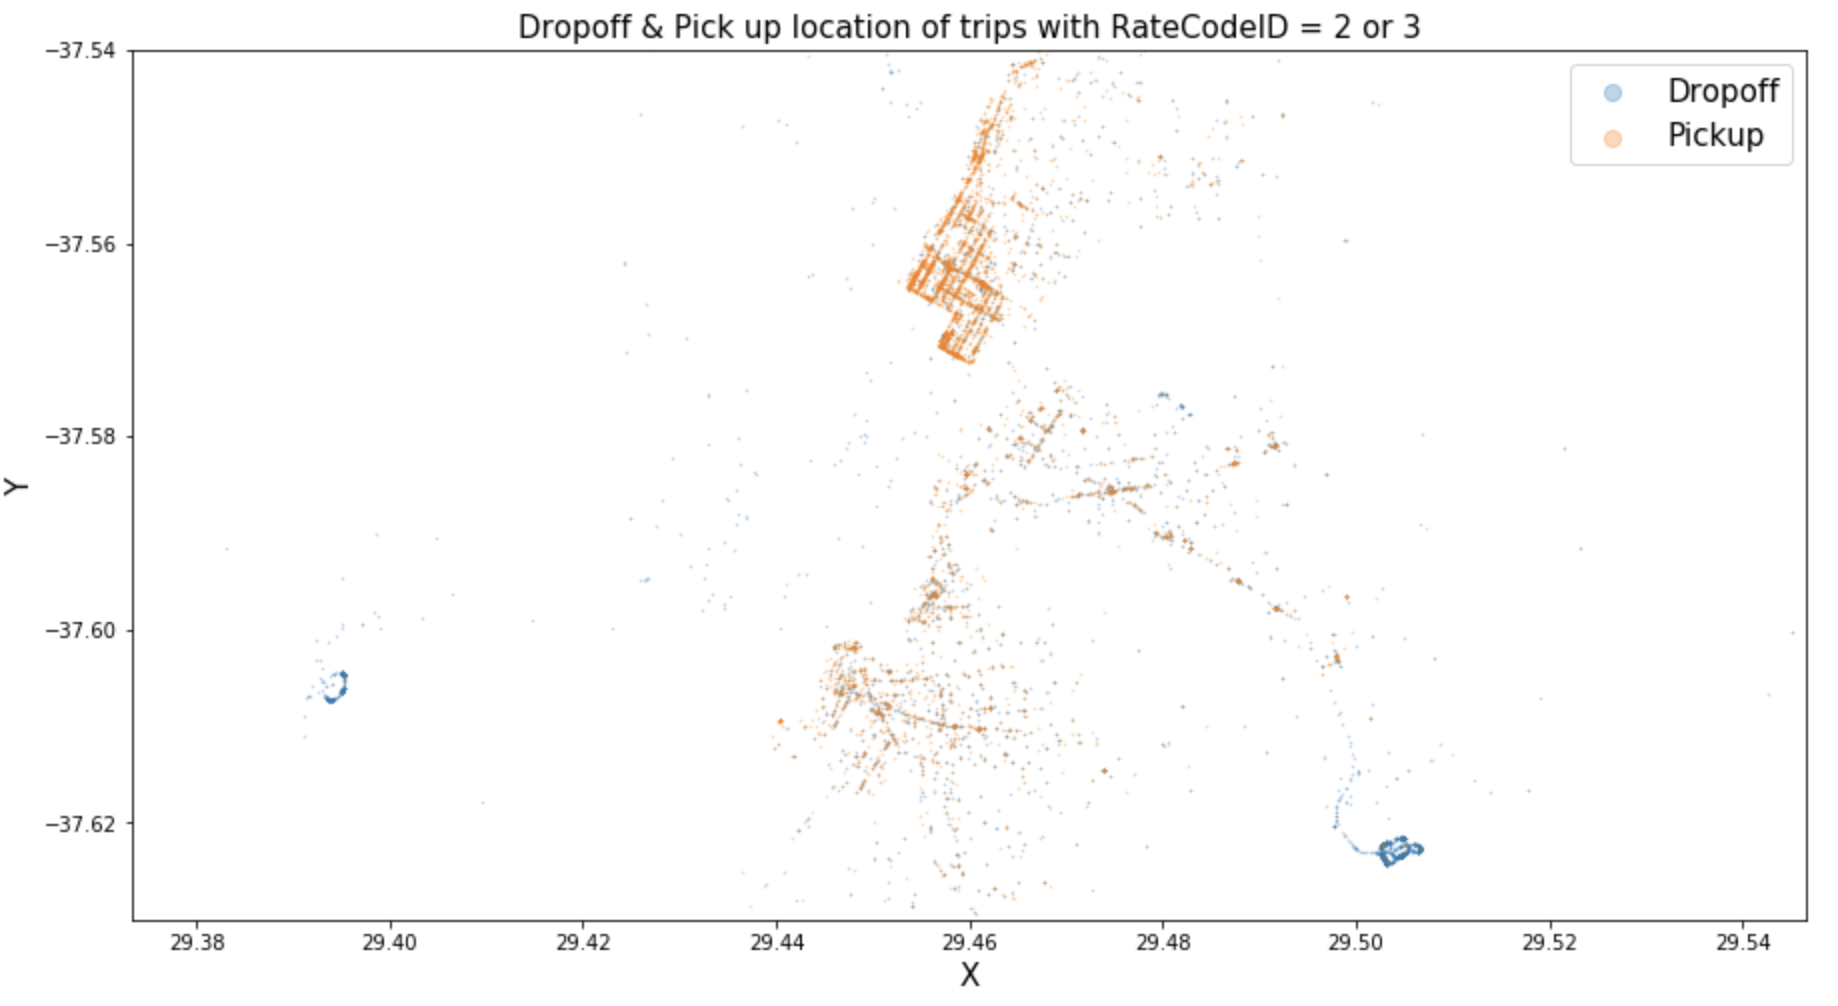 Dropoff & Pick up location of trips with RateCodeID = 2 or 3
−37.54
−37.56
−37.58
−37.60
−37.62
Y
29.38 29.40 29.42 29.44 29.46 29.48 29.50 29.52 29.54
X
Dropoff
Pickup